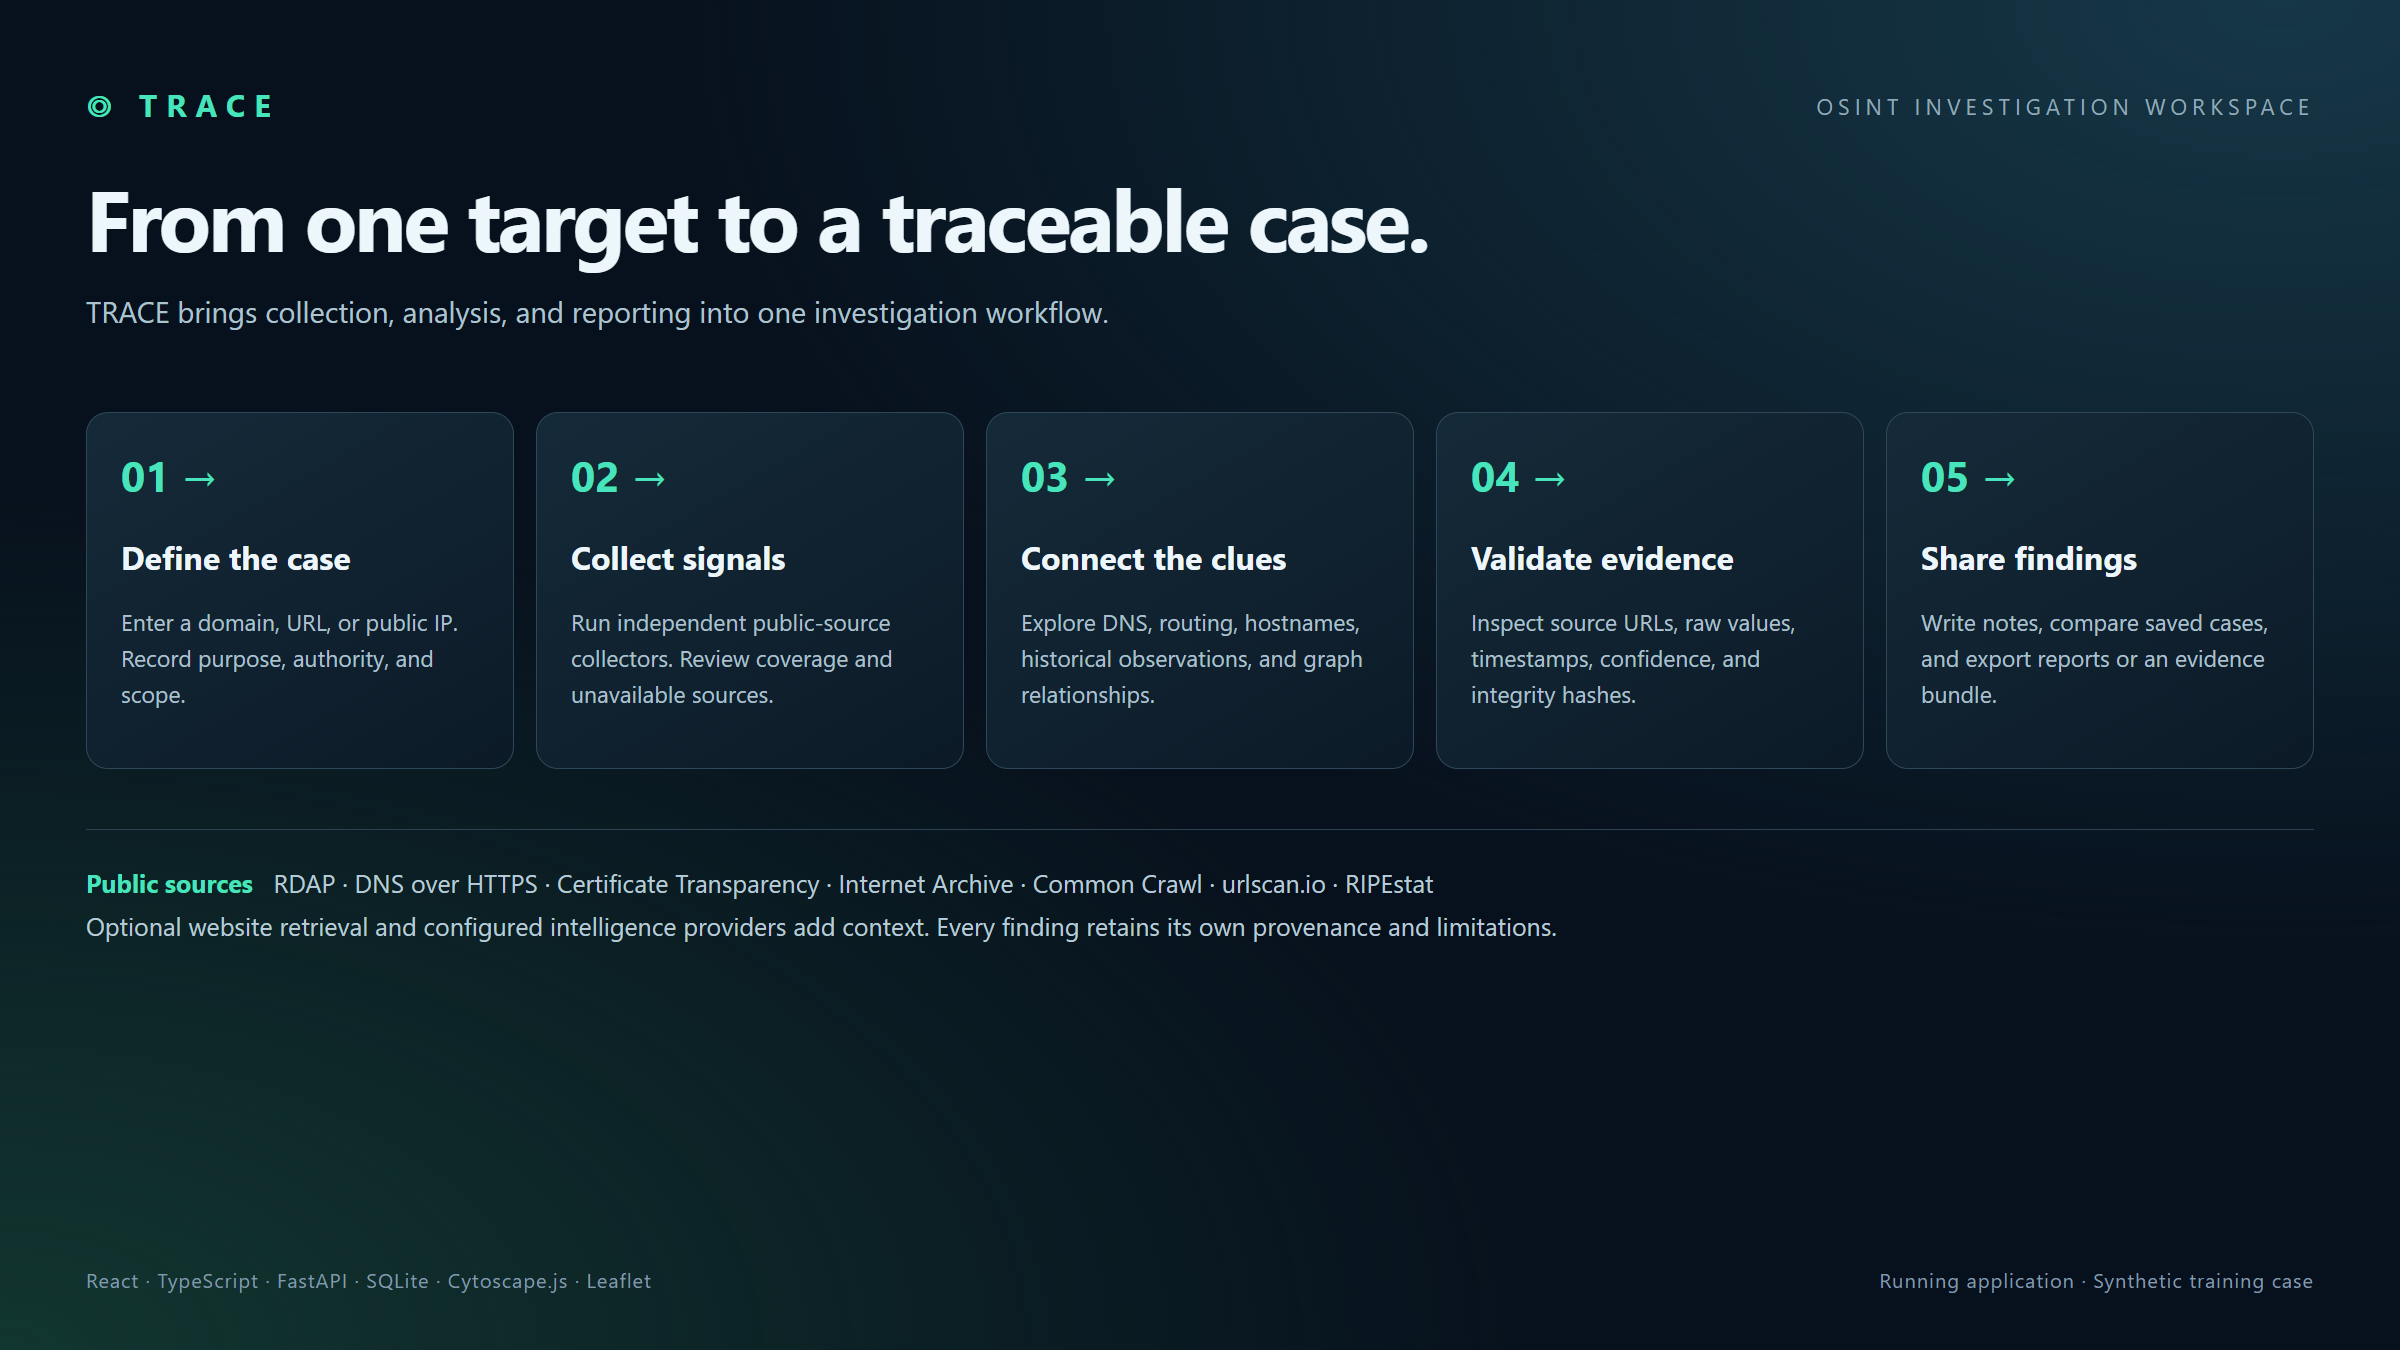 TRACE
OSINT INVESTIGATION WORKSPACE
From one target to a traceable case.
TRACE brings collection, analysis, and reporting into one investigation workflow.
01 →
Define the case
Enter a domain, URL, or public IP.
Record purpose, authority, and
scope.
02 →
Collect signals
Run independent public-source
collectors. Review coverage and
unavailable sources.
03 →
Connect the clues
Explore DNS, routing, hostnames,
historical observations, and graph
relationships.
04 →
Validate evidence
Inspect source URLs, raw values,
timestamps, confidence, and
integrity hashes.
05 →
Share findings
Write notes, compare saved cases,
and export reports or an evidence
bundle.
Public sources RDAP · DNS over HTTPS · Certificate Transparency · Internet Archive · Common Crawl · urlscan.io · RIPEstat
Optional website retrieval and configured intelligence providers add context. Every finding retains its own provenance and limitations.
React · TypeScript · FastAPI · SQLite · Cytoscape.js · Leaflet
Running application · Synthetic training case